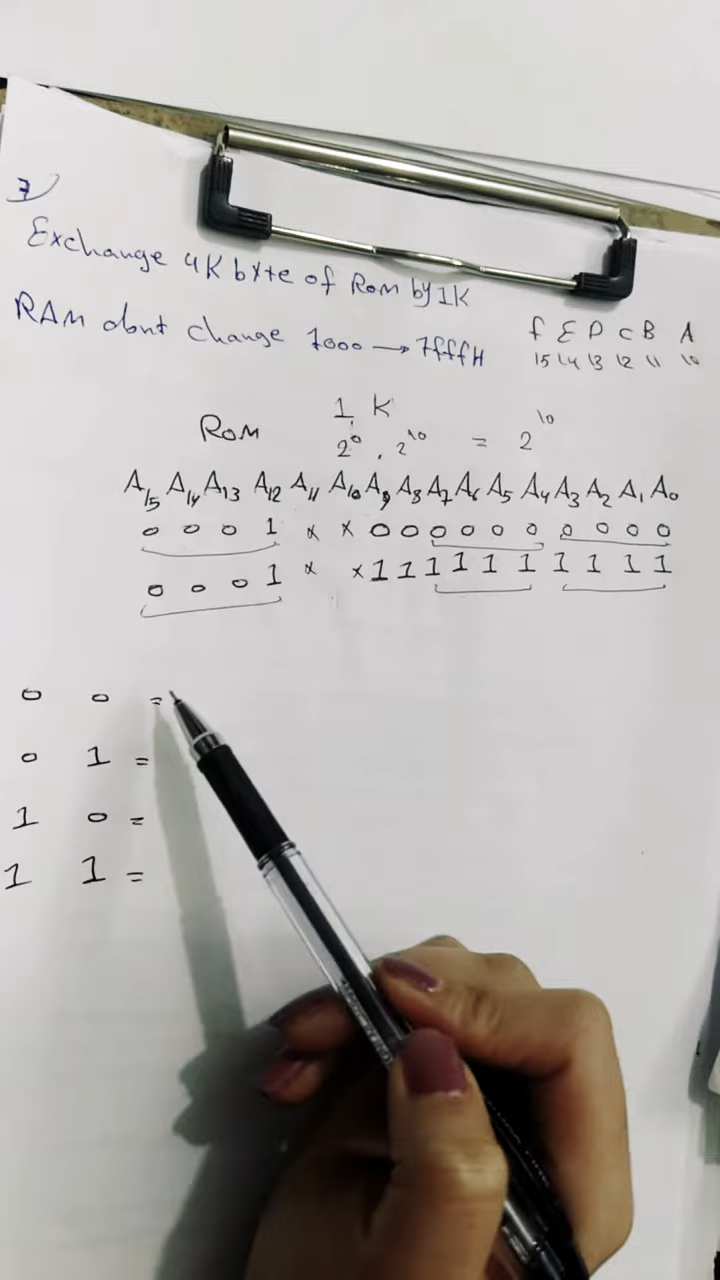 7)
Exchange 4K byte of Rom by 1K
RAM dont change 1000 → 7fffH
f E D C B A
15 14 13 12 11 10
1 K
Rom
2⁰ . 2¹⁰ = 2¹⁰
A₁₅ A₁₄ A₁₃ A₁₂ A₁₁ A₁₀ A₉ A₈ A₇ A₆ A₅ A₄ A₃ A₂ A₁ A₀
0 0 0 1 x x 0 0 0 0 0 0 0 0 0 0
0 0 0 1 x x 1 1 1 1 1 1 1 1 1 1
0 0 =
0 1 =
1 0 =
1 1 =